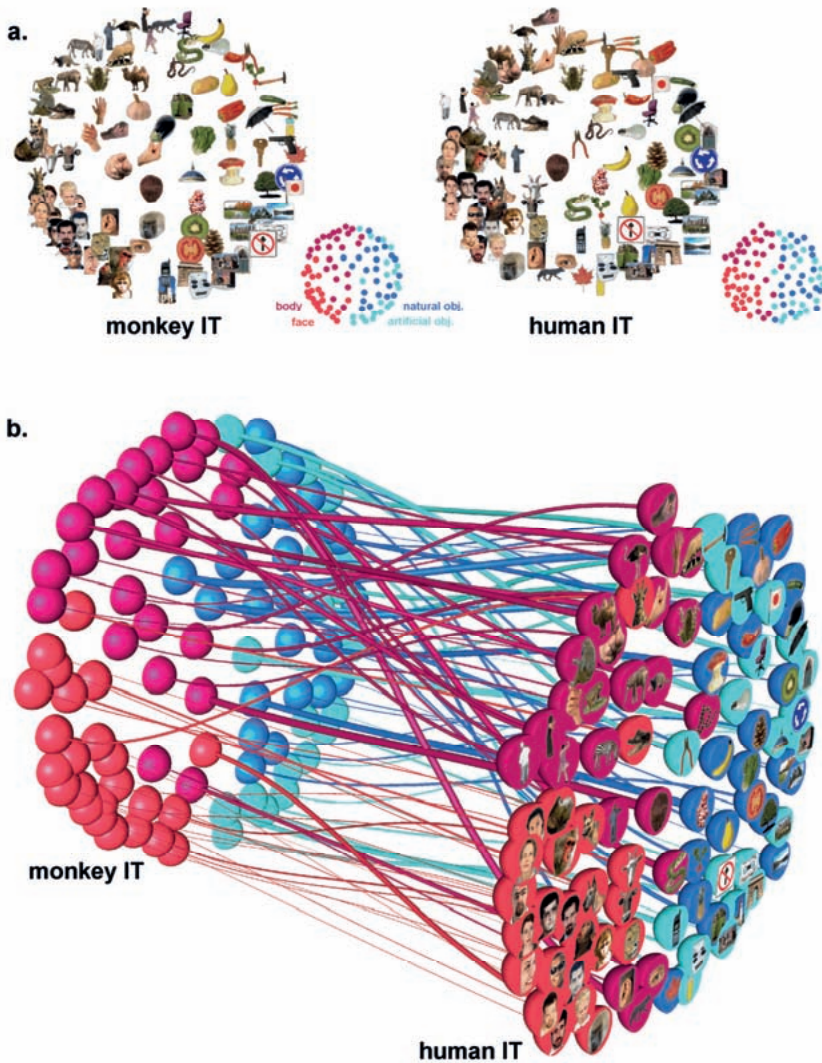 a.
body
face
natural obj.
artificial obj.
monkey IT
human IT
b.
monkey IT
human IT